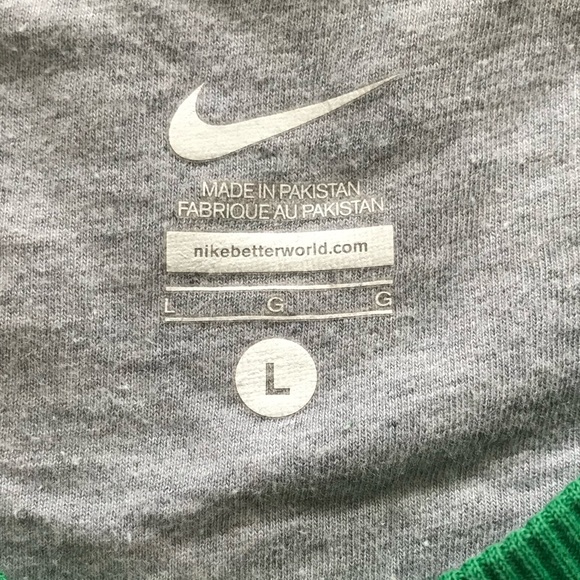 MADE IN PAKISTAN
FABRIQUE AU PAKISTAN
nikebetterworld.com
L G G
L